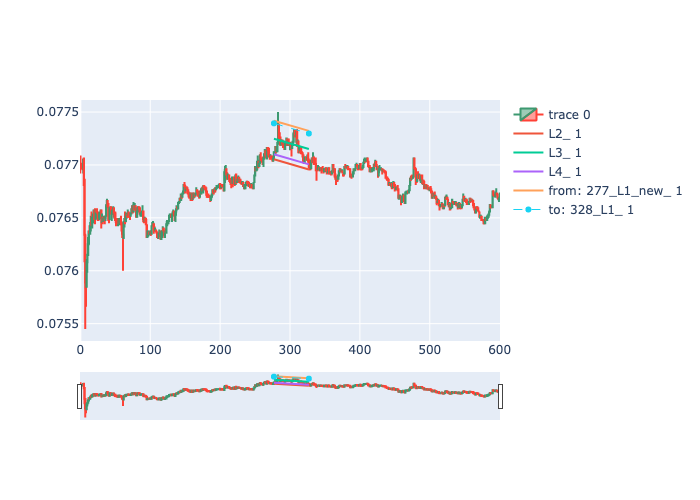 0.0775
0.077
0.0765
0.076
0.0755
0 100 200 300 400 500 600
trace 0
L2_ 1
L3_ 1
L4_ 1
from: 277_L1_new_ 1
to: 328_L1_ 1